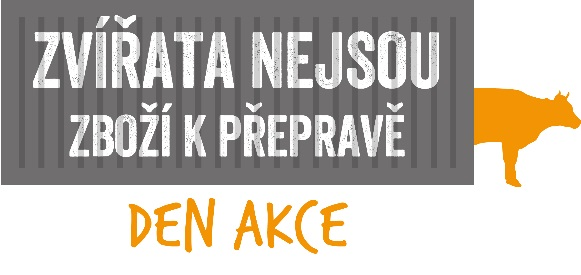 ZVÍŘATA NEJSOU
ZBOŽÍ K PŘEPRAVĚ
DEN AKCE